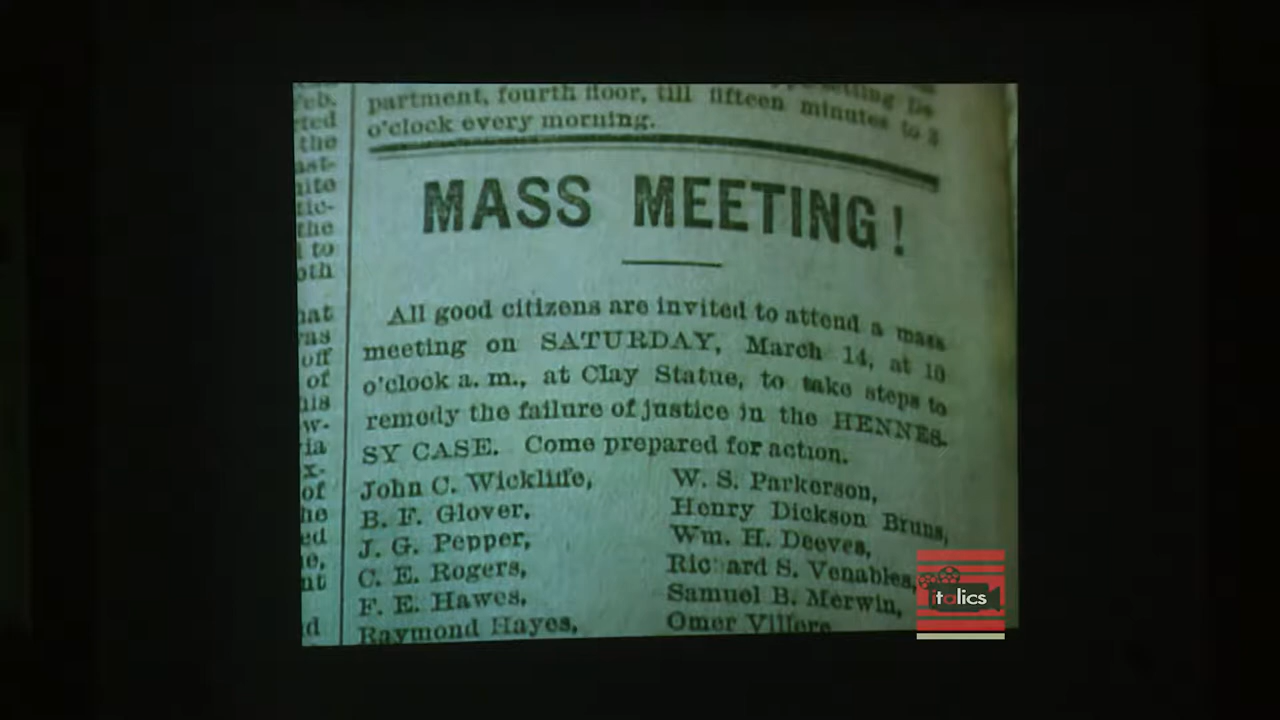 partment, fourth floor, till fifteen minutes to 3
o'clock every morning.
MASS MEETING!
All good citizens are invited to attend a mass
meeting on SATURDAY, March 14, at 10
o'clock a. m., at Clay Statue, to take steps to
remedy the failure of justice in the HENNES-
SY CASE. Come prepared for action.
John C. Wickliffe,
B. F. Glover,
J. G. Pepper,
C. E. Rogers,
F. E. Hawes,
Raymond Hayes,
W. S. Parkerson,
Henry Dickson Bruns,
Wm. H. Deeves,
Richard S. Venables,
Samuel B. Merwin,
Omer Villere
italics